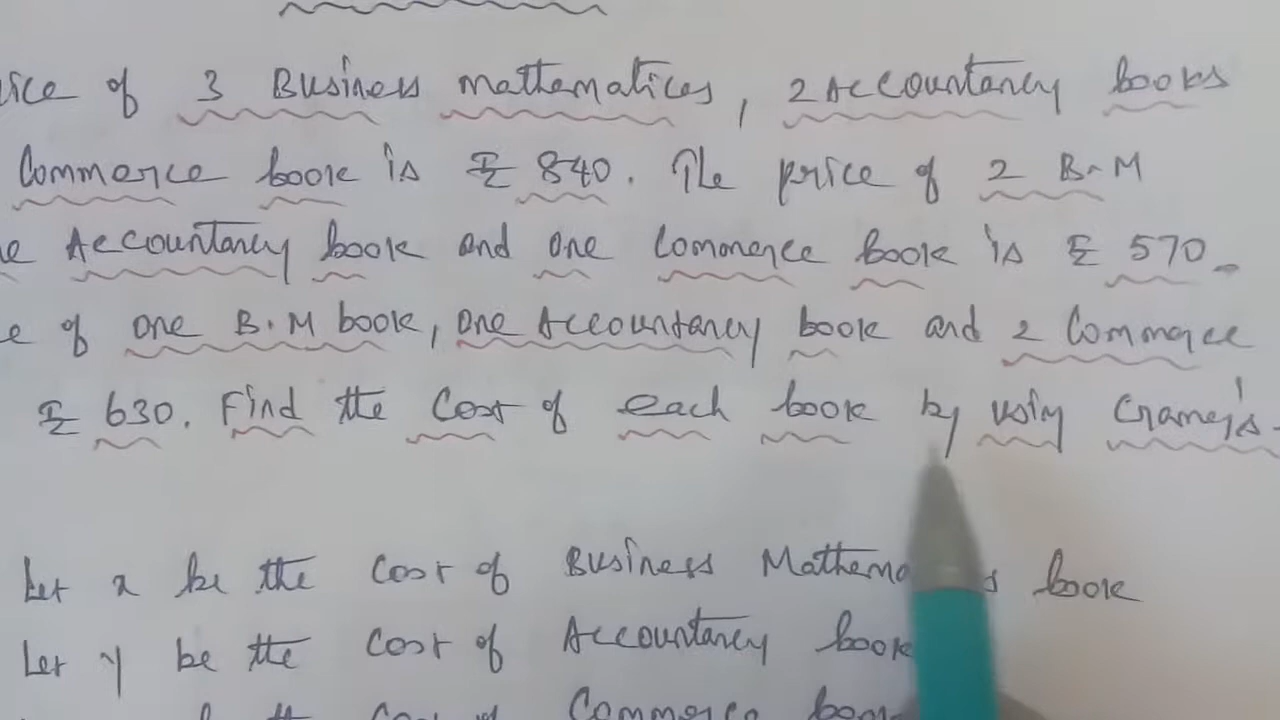 of 3 Business mathematices, 2 Accountancy books
Commerce book is ₹ 840. The price of 2 B.M
Accountancy book and one Commerce book is ₹ 570.
of one B.M book, one Accountancy book and 2 Commerce
₹ 630. Find the Cost of each book by using Cramer's
Let x be the Cost of Business Mathema s book
Let y be the Cost of Accountancy book
Commerce